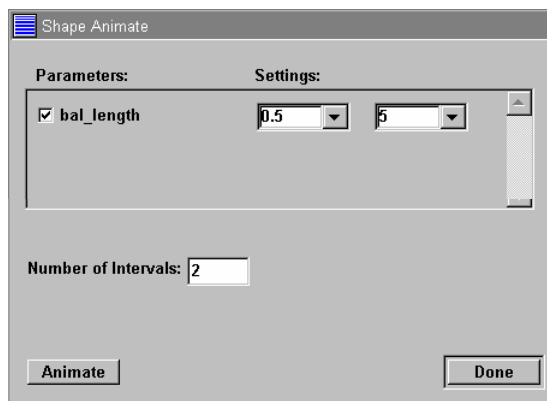 Shape Animate
Parameters: Settings:
bal_length 0.5 5
Number of Intervals: 2
Animate Done